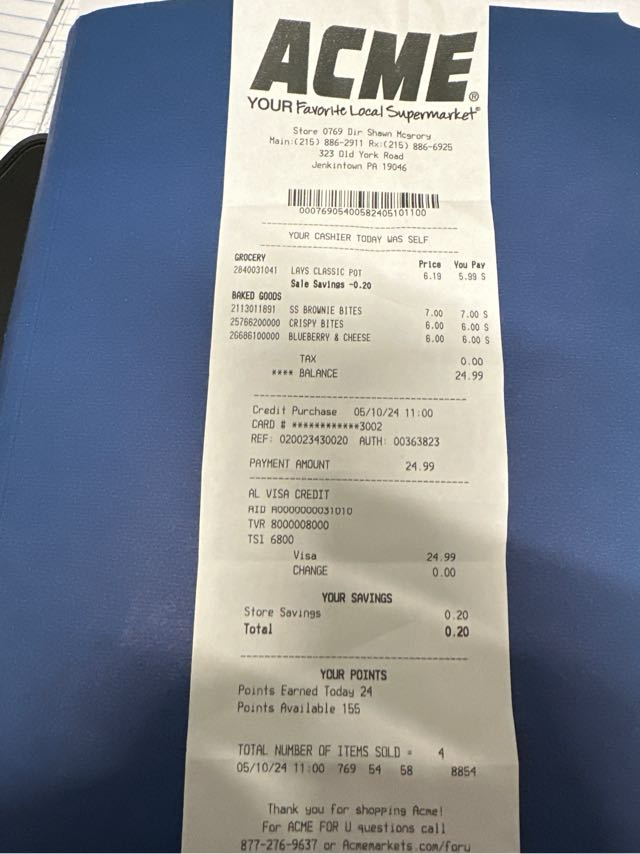 ACME®
YOUR Favorite Local Supermarket®
Store 0769 Dir Shawn Mcgrory
Main:(215) 886-2911 Rx:(215) 886-6925
323 Old York Road
Jenkintown PA 19046
00076905400582405101100
YOUR CASHIER TODAY WAS SELF
GROCERY Price You Pay
2840031041 LAYS CLASSIC POT 6.19 5.99 S
Sale Savings -0.20
BAKED GOODS
2113011891 SS BROWNIE BITES 7.00 7.00 S
25766200000 CRISPY BITES 6.00 6.00 S
26686100000 BLUEBERRY & CHEESE 6.00 6.00 S
TAX 0.00
**** BALANCE 24.99
Credit Purchase 05/10/24 11:00
CARD # ************3002
REF: 020023430020 AUTH: 00363823
PAYMENT AMOUNT 24.99
AL VISA CREDIT
AID A0000000031010
TVR 8000008000
TSI 6800
Visa 24.99
CHANGE 0.00
YOUR SAVINGS
Store Savings 0.20
Total 0.20
YOUR POINTS
Points Earned Today 24
Points Available 155
TOTAL NUMBER OF ITEMS SOLD = 4
05/10/24 11:00 769 54 58 8854
Thank you for shopping Acme!
For ACME FOR U questions call
877-276-9637 or Acmemarkets.com/foru